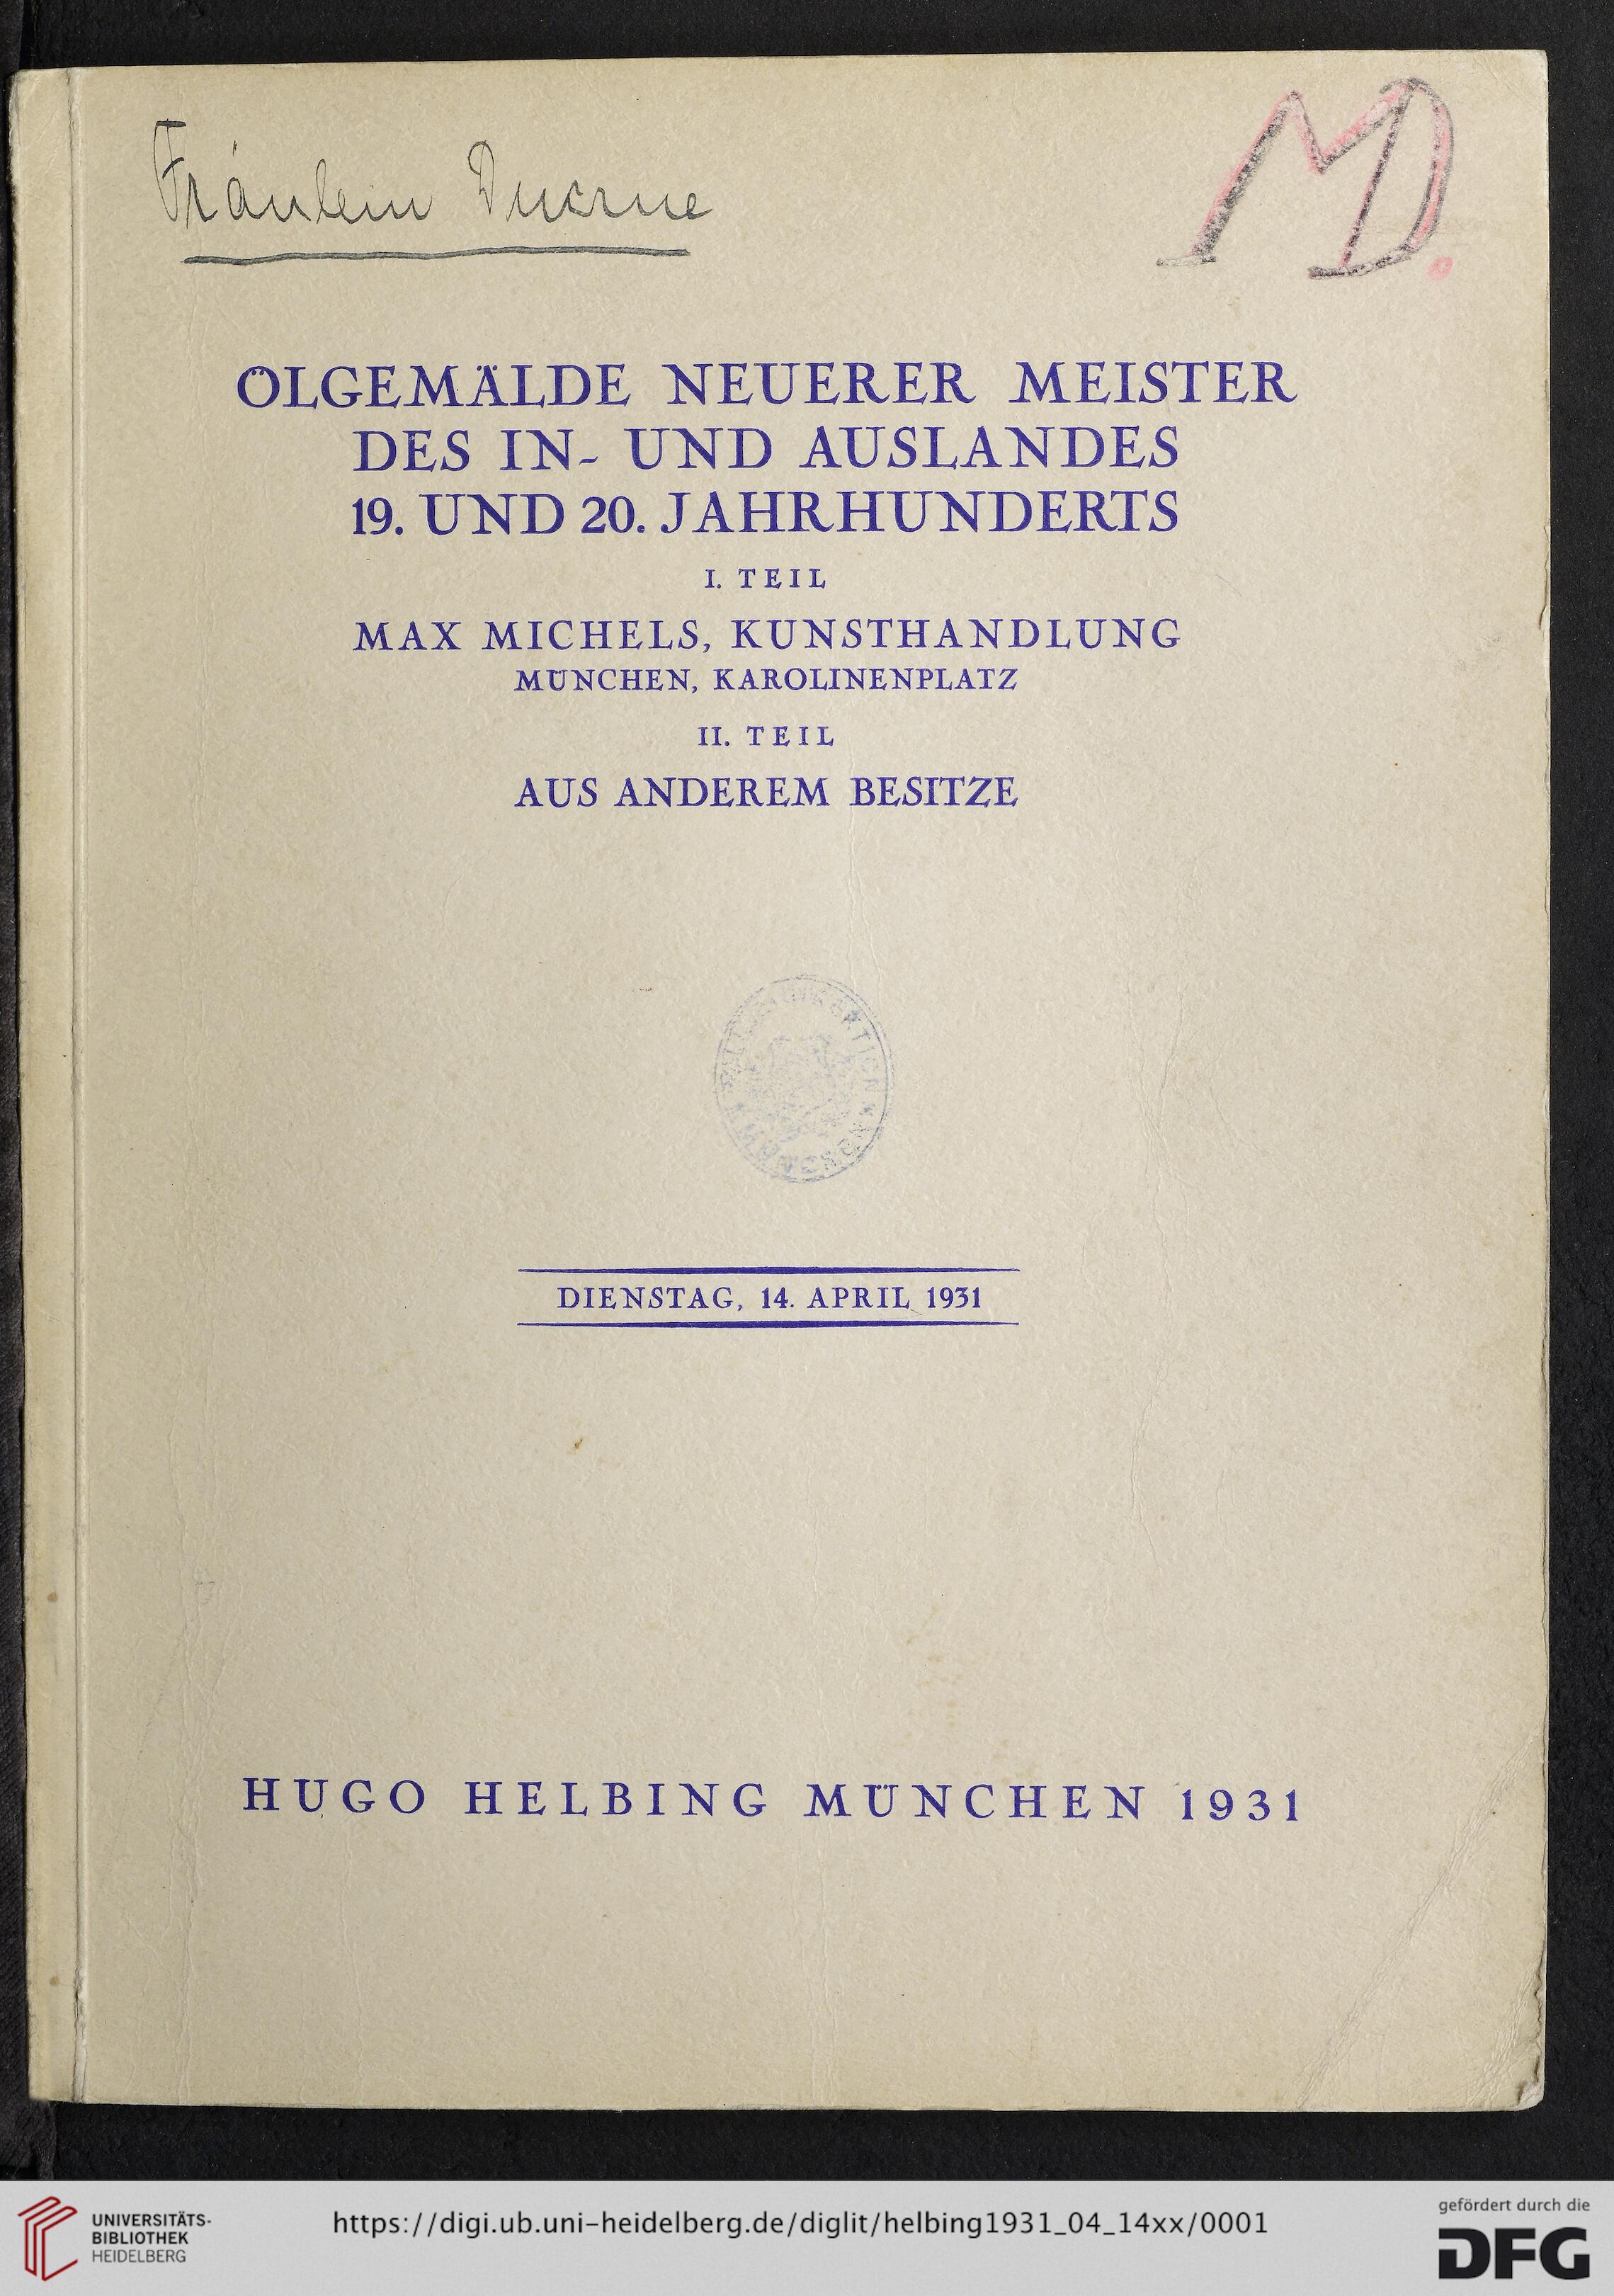 Fräulein
MD.
ÖLGEMÄLDE NEUERER MEISTER
DES IN- UND AUSLANDES
19. UND 20. JAHRHUNDERTS
I. TEIL
MAX MICHELS, KUNSTHANDLUNG
MÜNCHEN, KAROLINENPLATZ
II. TEIL
AUS ANDEREM BESITZE
DIENSTAG, 14. APRIL 1931
HUGO HELBING MÜNCHEN 1931
UNIVERSITÄTS-
BIBLIOTHEK
HEIDELBERG
https://digi.ub.uni-heidelberg.de/diglit/helbing1931_04_14xx/0001
gefördert durch die
DFG